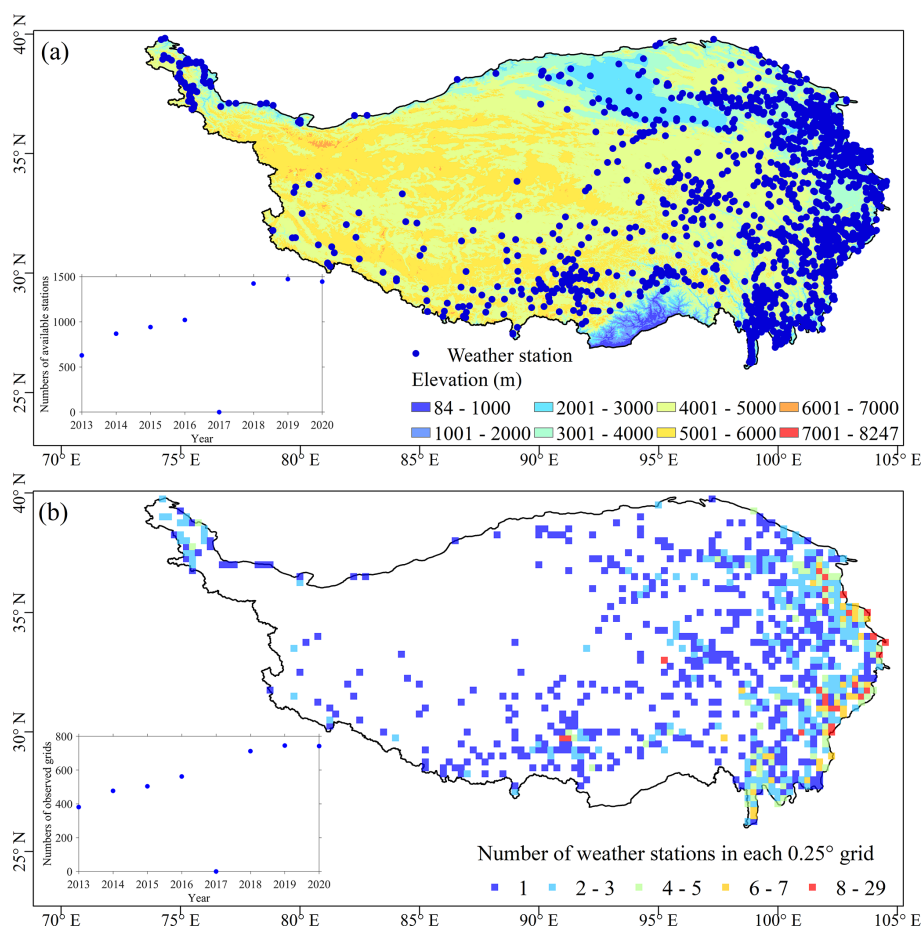 (a)
40° N
35° N
30° N
25° N
1500
1000
500
0
Numbers of available stations
2013 2014 2015 2016 2017 2018 2019 2020
Year
Weather station
Elevation (m)
84 - 1000 2001 - 3000 4001 - 5000 6001 - 7000
1001 - 2000 3001 - 4000 5001 - 6000 7001 - 8247
70° E 75° E 80° E 85° E 90° E 95° E 100° E 105° E
(b)
40° N
35° N
30° N
25° N
800
600
400
200
0
Numbers of observed grids
2013 2014 2015 2016 2017 2018 2019 2020
Year
Number of weather stations in each 0.25° grid
1 2 - 3 4 - 5 6 - 7 8 - 29
70° E 75° E 80° E 85° E 90° E 95° E 100° E 105° E